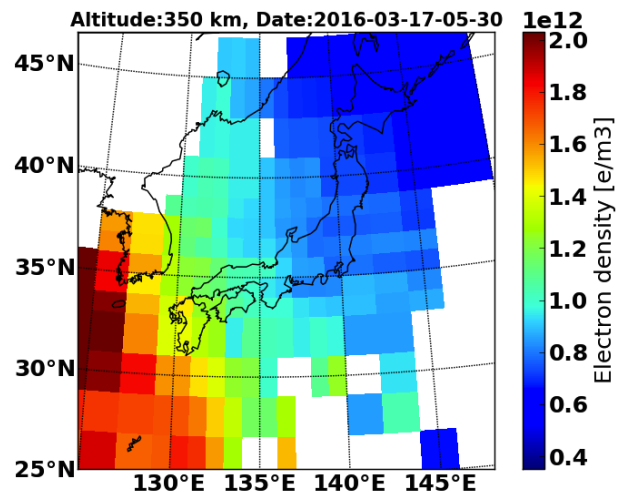 Altitude:350 km, Date:2016-03-17-05-30
1e12
45°N
40°N
35°N
30°N
25°N
130°E
135°E
140°E
145°E
2.0
1.8
1.6
1.4
1.2
1.0
0.8
0.6
0.4
Electron density [e/m3]